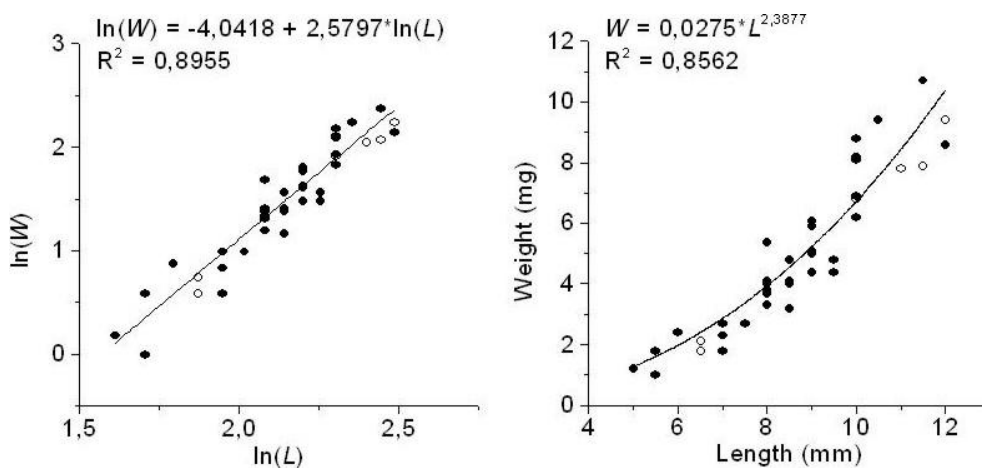 ln(W) = -4,0418 + 2,5797*ln(L)
R² = 0,8955
3
2
1
0
ln(W)
1,5
2,0
2,5
ln(L)
W = 0,0275*L^2,3877
R² = 0,8562
12
10
8
6
4
2
0
Weight (mg)
4
6
8
10
12
Length (mm)